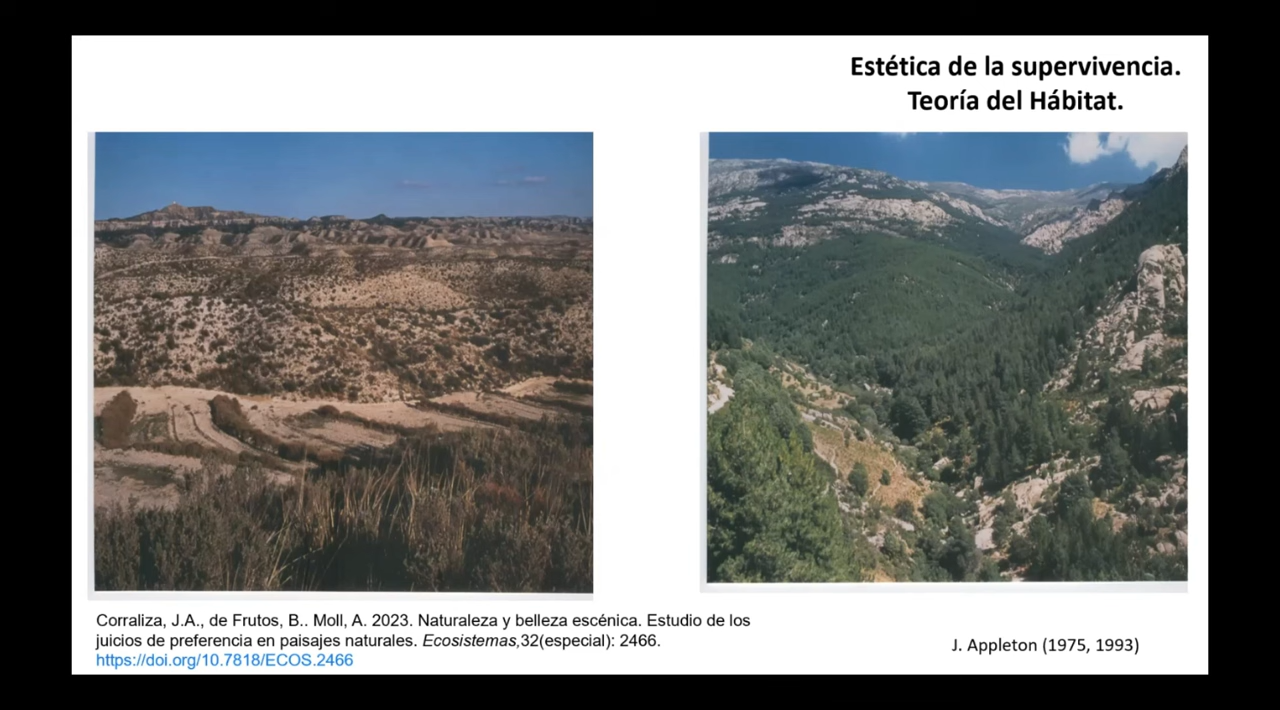 Estética de la supervivencia.
Teoría del Hábitat.
Corraliza, J.A., de Frutos, B.. Moll, A. 2023. Naturaleza y belleza escénica. Estudio de los
juicios de preferencia en paisajes naturales. Ecosistemas,32(especial): 2466.
https://doi.org/10.7818/ECOS.2466
J. Appleton (1975, 1993)